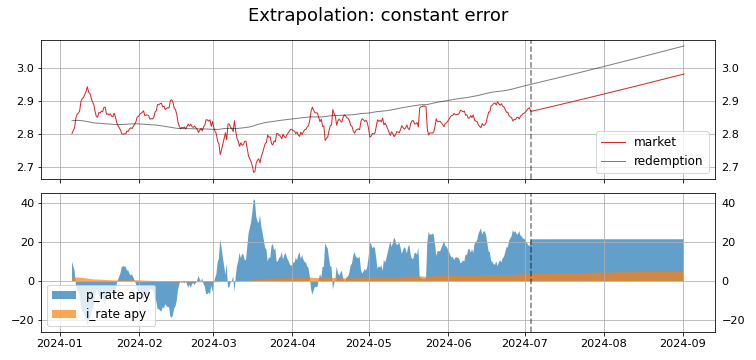 Extrapolation: constant error
3.0 3.0
2.9 2.9
2.8 2.8
2.7 2.7
market
redemption
40 40
20 20
0 0
−20 −20
p_rate apy
i_rate apy
2024-01 2024-02 2024-03 2024-04 2024-05 2024-06 2024-07 2024-08 2024-09